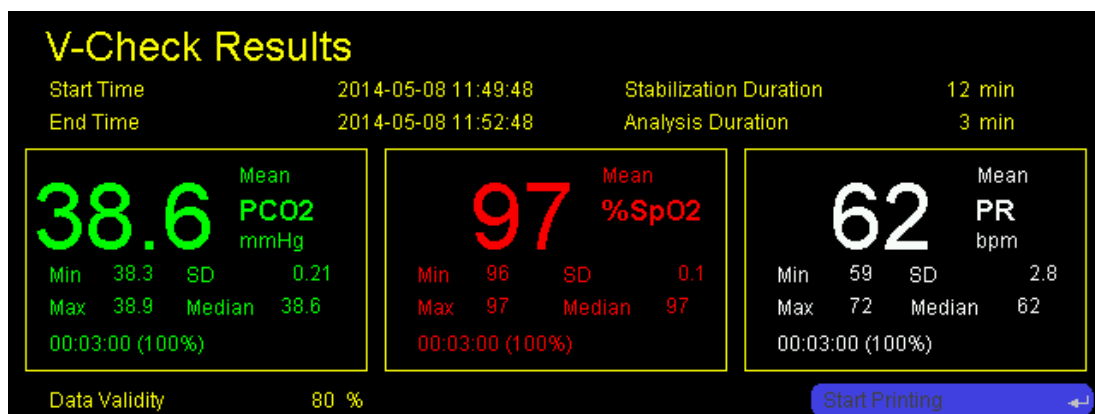 V-Check Results
Start Time 2014-05-08 11:49:48 Stabilization Duration 12 min
End Time 2014-05-08 11:52:48 Analysis Duration 3 min
38.6 Mean PCO2 mmHg
Min 38.3 SD 0.21
Max 38.9 Median 38.6
00:03:00 (100%)
97 Mean %SpO2
Min 96 SD 0.1
Max 97 Median 97
00:03:00 (100%)
62 Mean PR bpm
Min 59 SD 2.8
Max 72 Median 62
00:03:00 (100%)
Data Validity 80 % Start Printing